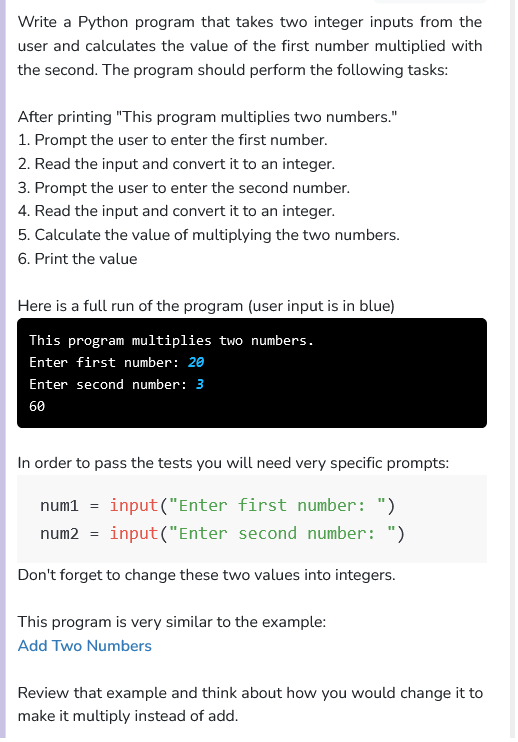 Write a Python program that takes two integer inputs from the
user and calculates the value of the first number multiplied with
the second. The program should perform the following tasks:
After printing "This program multiplies two numbers."
1. Prompt the user to enter the first number.
2. Read the input and convert it to an integer.
3. Prompt the user to enter the second number.
4. Read the input and convert it to an integer.
5. Calculate the value of multiplying the two numbers.
6. Print the value
Here is a full run of the program (user input is in blue)
This program multiplies two numbers.
Enter first number: 20
Enter second number: 3
60
In order to pass the tests you will need very specific prompts:
num1 = input("Enter first number: ")
num2 = input("Enter second number: ")
Don't forget to change these two values into integers.
This program is very similar to the example:
Add Two Numbers
Review that example and think about how you would change it to
make it multiply instead of add.